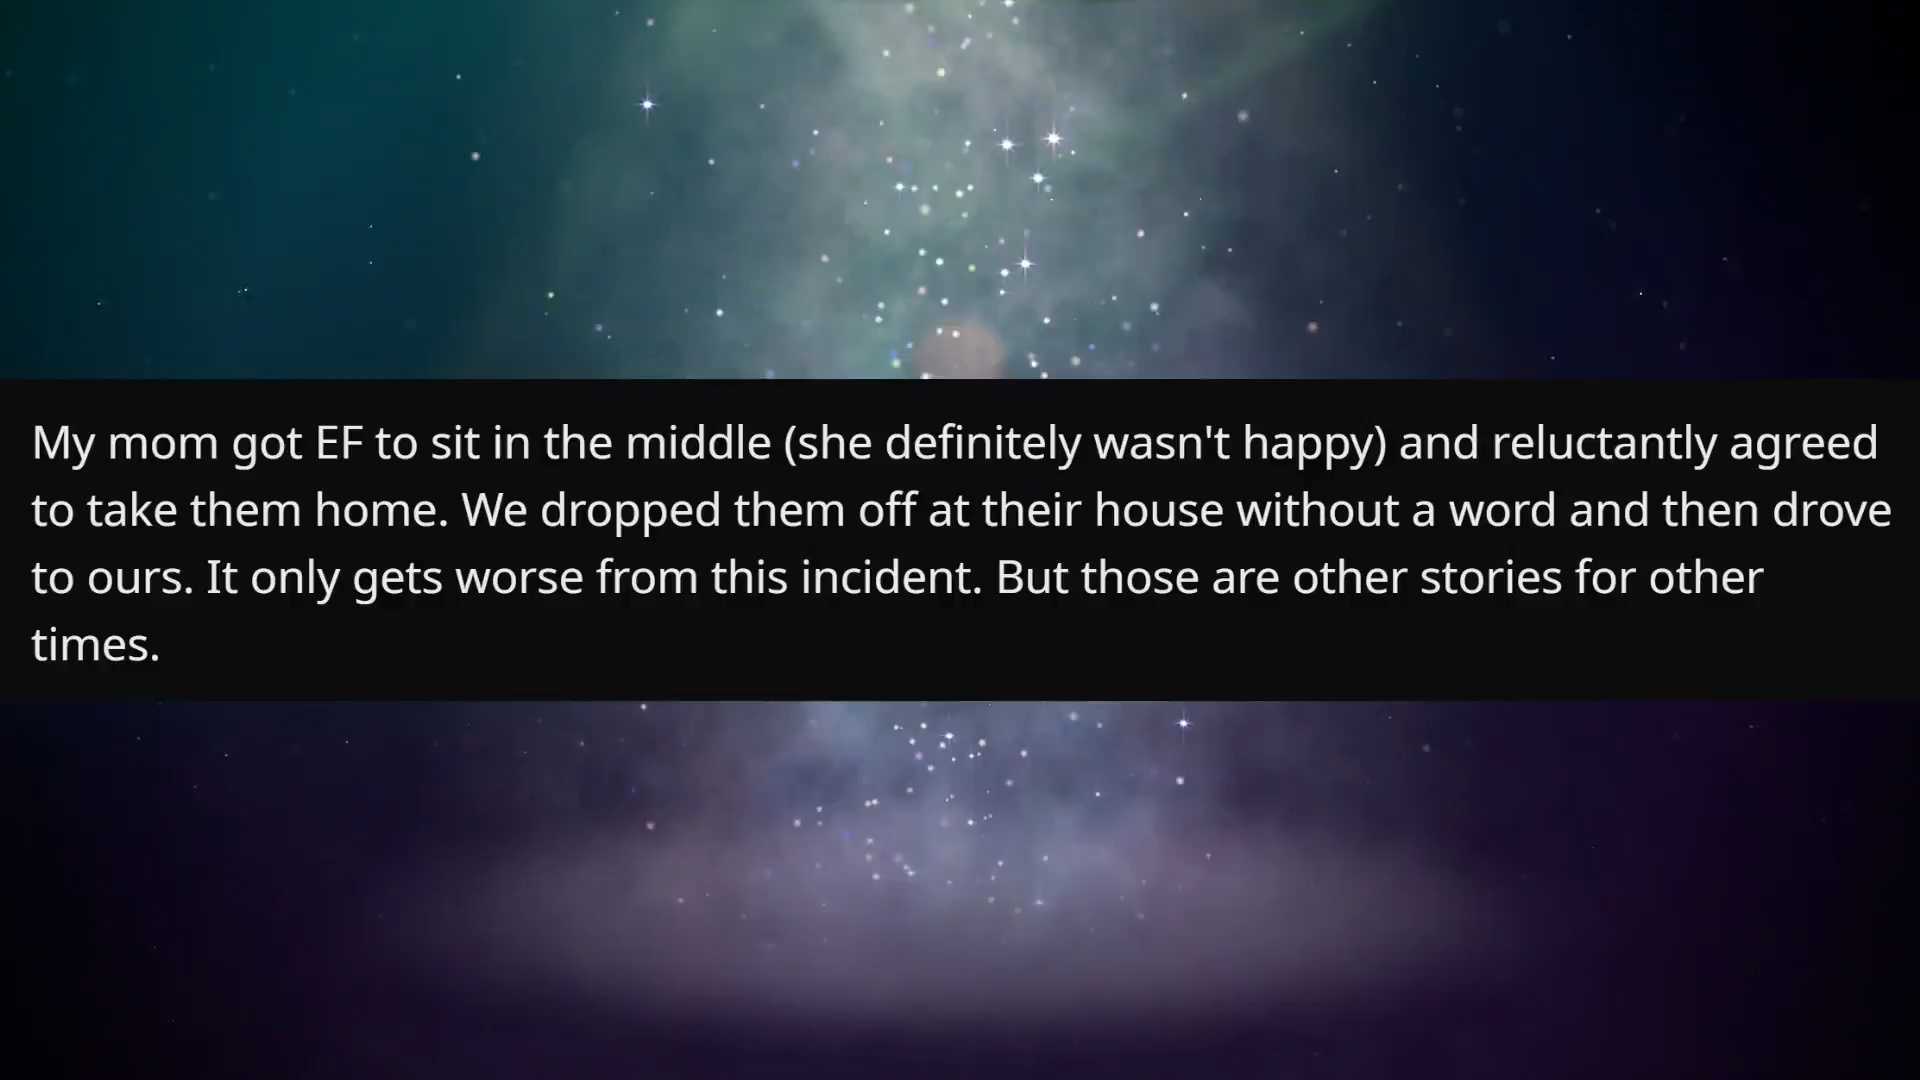 My mom got EF to sit in the middle (she definitely wasn't happy) and reluctantly agreed
to take them home. We dropped them off at their house without a word and then drove
to ours. It only gets worse from this incident. But those are other stories for other
times.